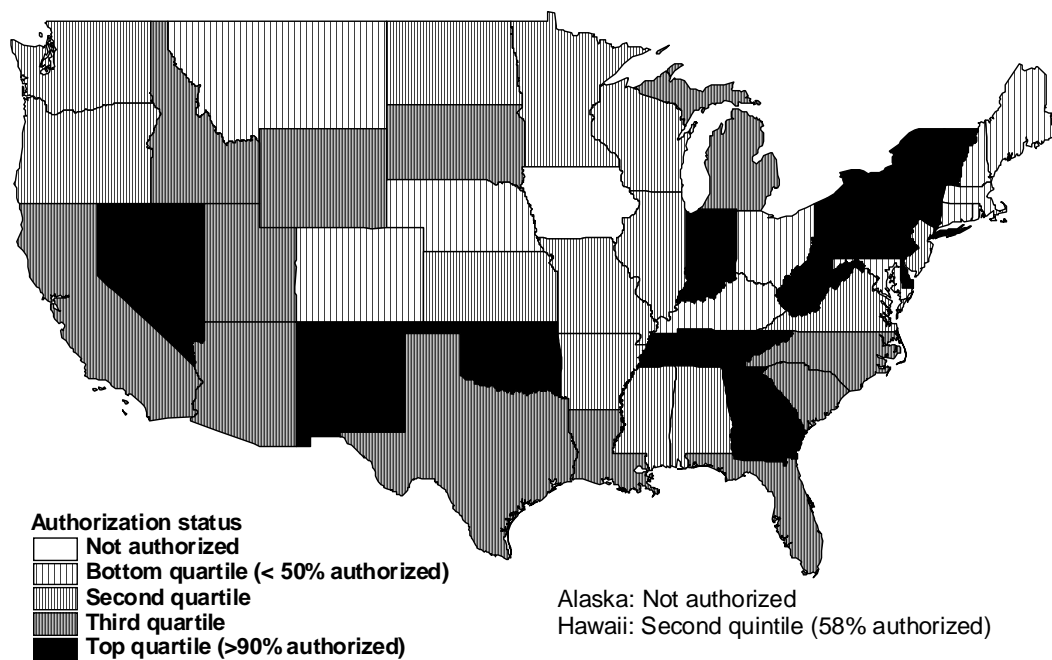 Authorization status
Not authorized
Bottom quartile (< 50% authorized)
Second quartile
Third quartile
Top quartile (>90% authorized)
Alaska: Not authorized
Hawaii: Second quintile (58% authorized)